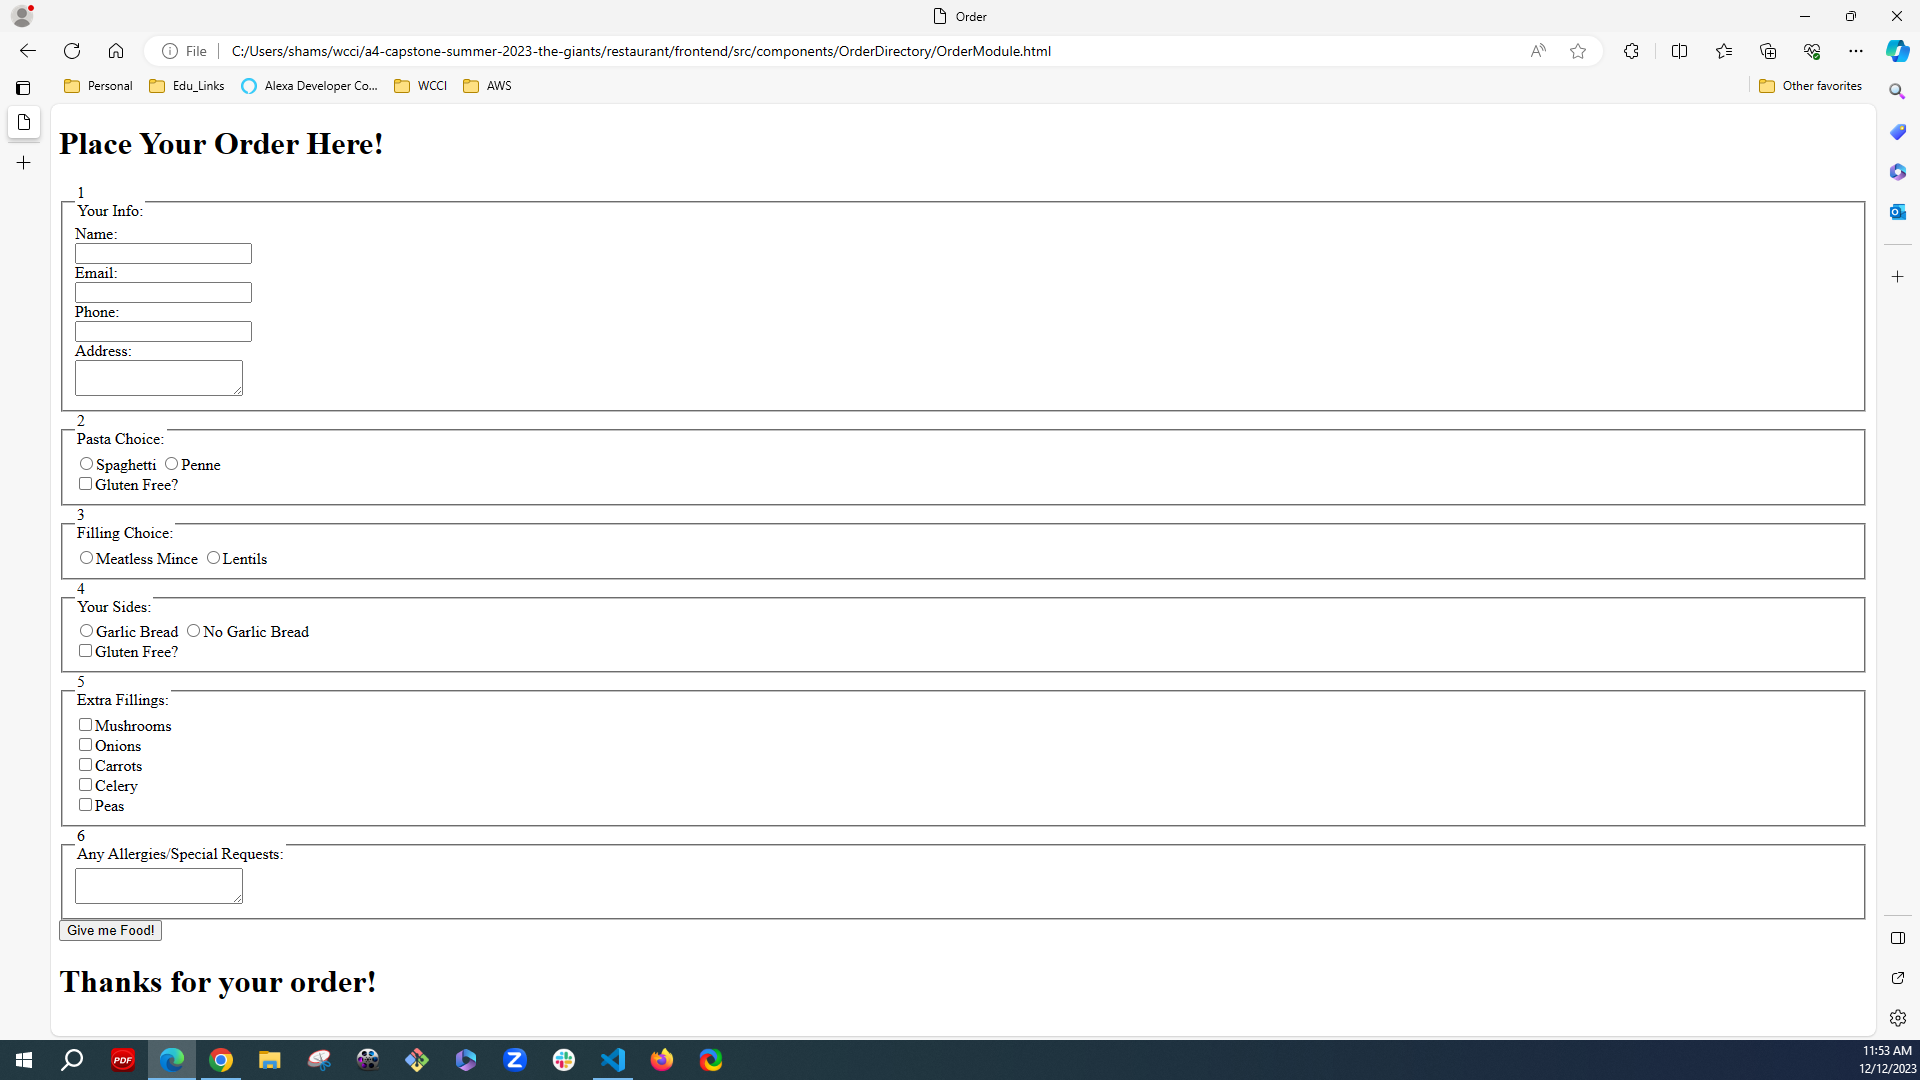 Order
File
C:/Users/shams/wcci/a4-capstone-summer-2023-the-giants/restaurant/frontend/src/components/OrderDirectory/OrderModule.html
Personal
Edu_Links
Alexa Developer Co...
WCCI
AWS
Other favorites
Place Your Order Here!
1
Your Info:
Name:
Email:
Phone:
Address:
2
Pasta Choice:
Spaghetti Penne
Gluten Free?
3
Filling Choice:
Meatless Mince Lentils
4
Your Sides:
Garlic Bread No Garlic Bread
Gluten Free?
5
Extra Fillings:
Mushrooms
Onions
Carrots
Celery
Peas
6
Any Allergies/Special Requests:
Give me Food!
Thanks for your order!
PDF
11:53 AM
12/12/2023